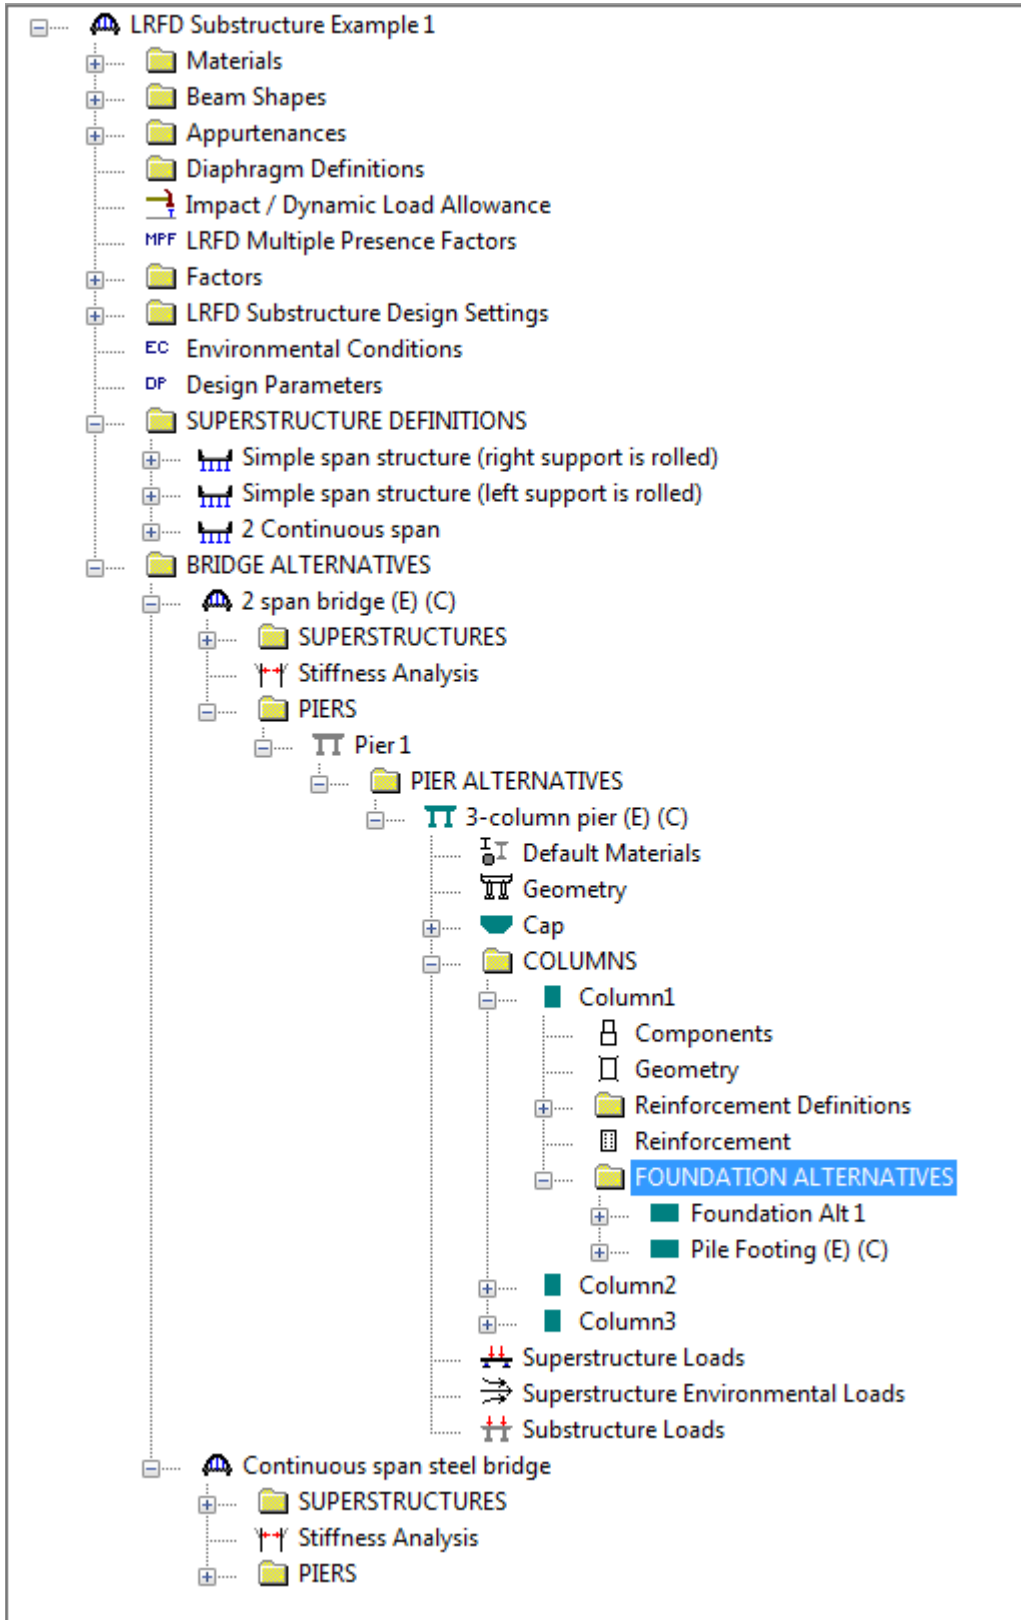 LRFD Substructure Example 1
Materials
Beam Shapes
Appurtenances
Diaphragm Definitions
Impact / Dynamic Load Allowance
MPF LRFD Multiple Presence Factors
Factors
LRFD Substructure Design Settings
EC Environmental Conditions
DP Design Parameters
SUPERSTRUCTURE DEFINITIONS
Simple span structure (right support is rolled)
Simple span structure (left support is rolled)
2 Continuous span
BRIDGE ALTERNATIVES
2 span bridge (E) (C)
SUPERSTRUCTURES
Stiffness Analysis
PIERS
Pier 1
PIER ALTERNATIVES
3-column pier (E) (C)
Default Materials
Geometry
Cap
COLUMNS
Column1
Components
Geometry
Reinforcement Definitions
Reinforcement
FOUNDATION ALTERNATIVES
Foundation Alt 1
Pile Footing (E) (C)
Column2
Column3
Superstructure Loads
Superstructure Environmental Loads
Substructure Loads
Continuous span steel bridge
SUPERSTRUCTURES
Stiffness Analysis
PIERS